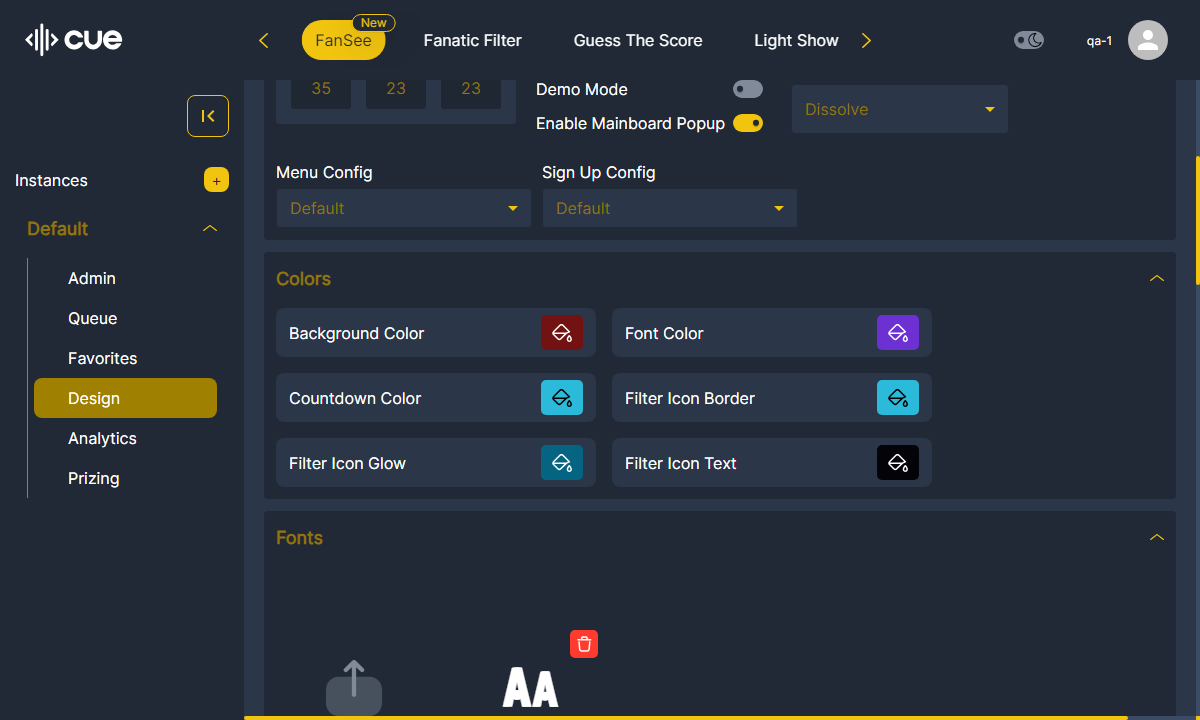 cue
FanSee
New
Fanatic Filter
Guess The Score
Light Show
qa-1
Instances
+
Default
Admin
Queue
Favorites
Design
Analytics
Prizing
35
23
23
Demo Mode
Enable Mainboard Popup
Dissolve
Menu Config
Sign Up Config
Default
Default
Colors
Background Color
Font Color
Countdown Color
Filter Icon Border
Filter Icon Glow
Filter Icon Text
Fonts
AA